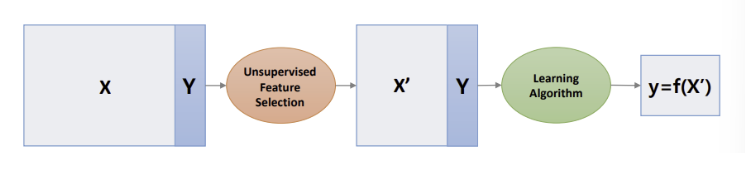 X
Y
Unsupervised
Feature
Selection
X’
Y
Learning
Algorithm
y=f(X’)